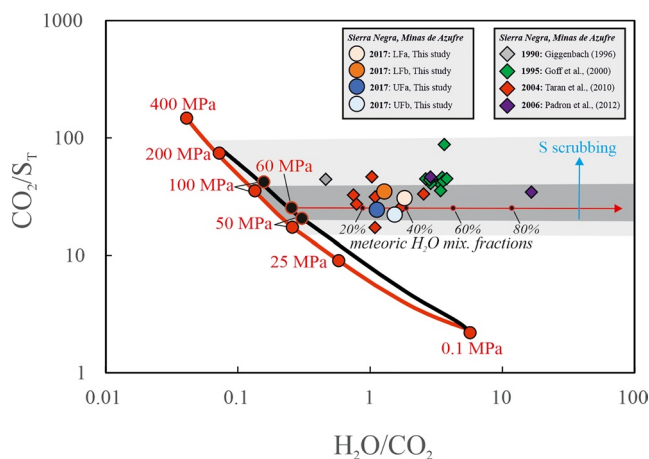 Sierra Negra, Minas de Azufre
2017: LFa, This study
2017: LFb, This study
2017: UFa, This study
2017: UFb, This study
Sierra Negra, Minas de Azufre
1990: Giggenbach (1996)
1995: Goff et al., (2000)
2004: Taran et al., (2010)
2006: Padron et al., (2012)
1000
100
10
1
CO₂/Sₜ
400 MPa
200 MPa
100 MPa
60 MPa
50 MPa
25 MPa
0.1 MPa
S scrubbing
20%
40%
60%
80%
meteoric H₂O mix. fractions
0.01
0.1
1
10
100
H₂O/CO₂